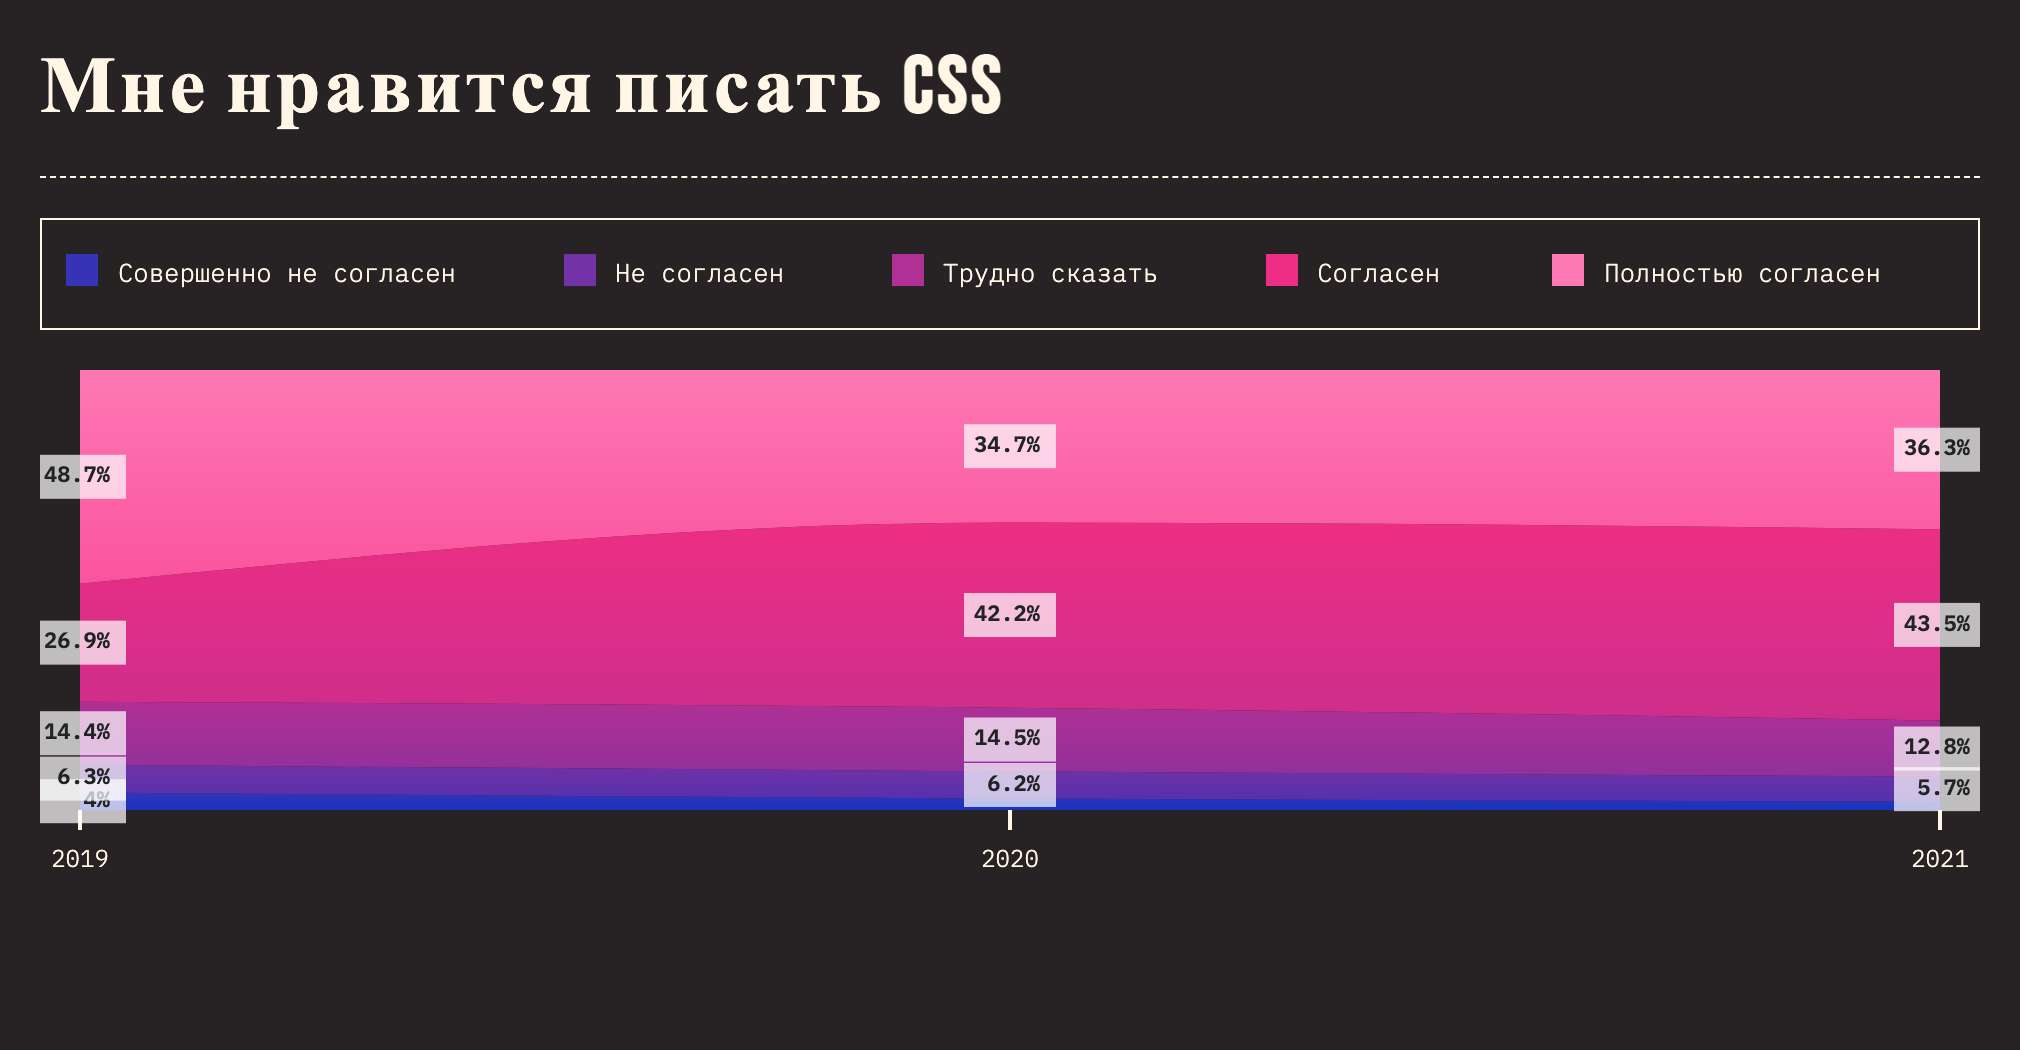 Мне нравится писать CSS
Совершенно не согласен
Не согласен
Трудно сказать
Согласен
Полностью согласен
48.7%
34.7%
36.3%
26.9%
42.2%
43.5%
14.4%
14.5%
12.8%
6.3%
6.2%
5.7%
4%
2019
2020
2021